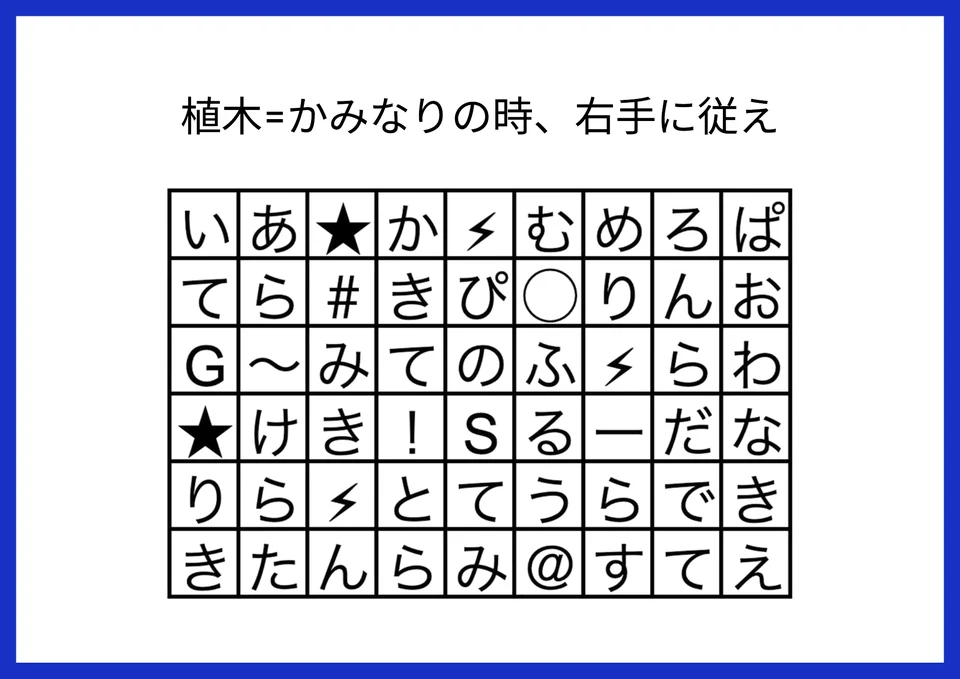 植木=かみなりの時、右手に従え
い あ ★ か ⚡ む め ろ ぱ
て ら # き ぴ ◯ り ん お
G 〜 み て の ふ ⚡ ら わ
★ け き ! S る ー だ な
り ら ⚡ と て う ら で き
き た ん ら み @ す て え